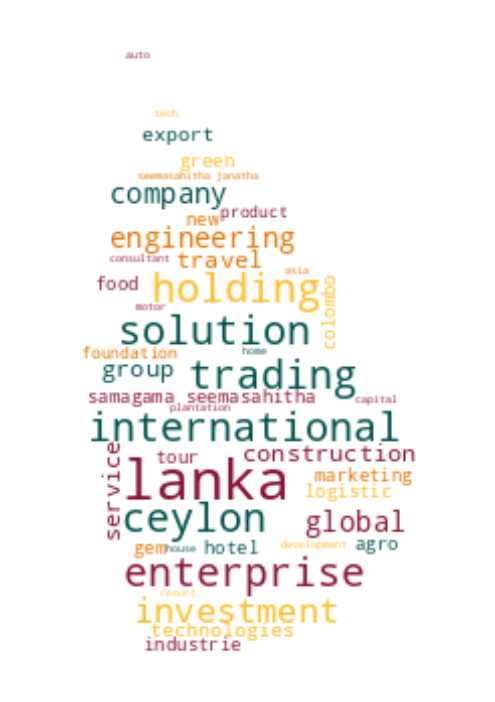 auto
tech
export
green
seemasahitha janatha
company
product
new
engineering
consultant
travel
asia
food
holding
colombo
motor
solution
foundation
home
group
trading
samagama seemasahitha
capital
plantation
international
service
tour
construction
lanka
marketing
logistic
ceylon
global
gem
house
hotel
development
agro
enterprise
resort
investment
technologies
industrie